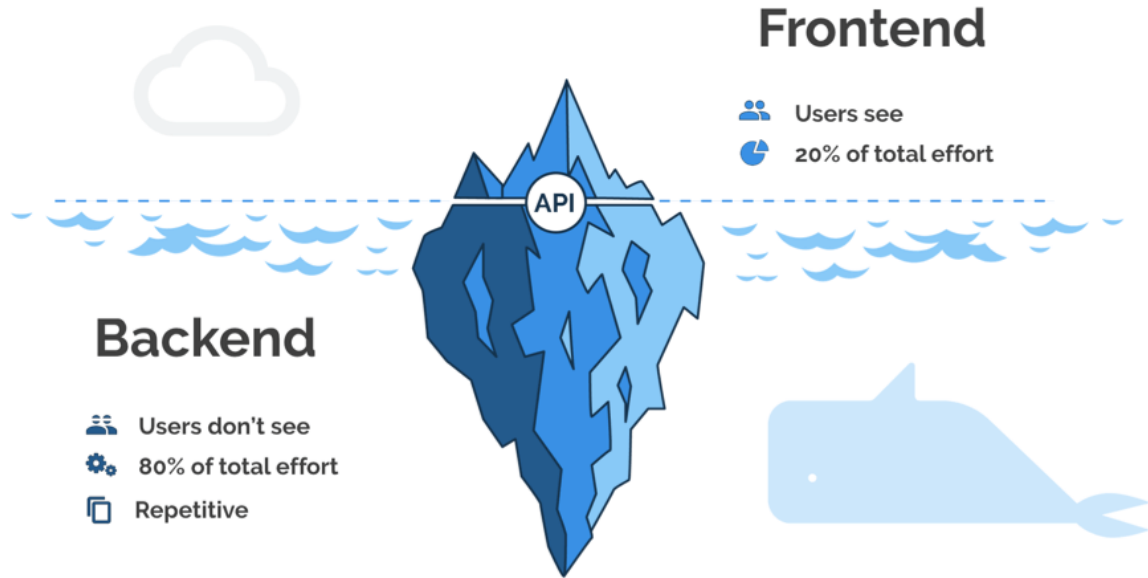 Frontend
Users see
20% of total effort
API
Backend
Users don't see
80% of total effort
Repetitive